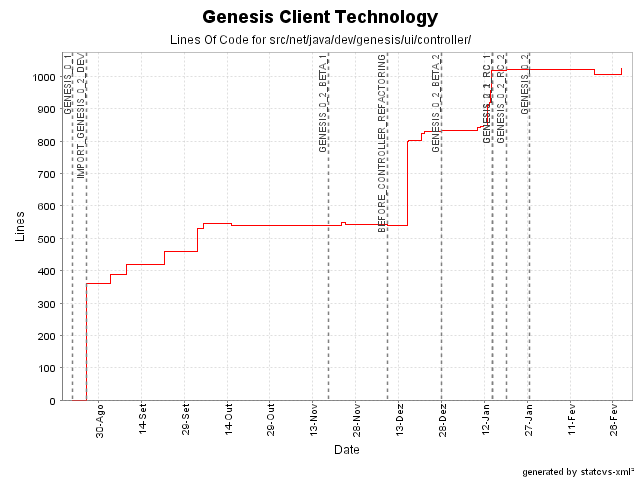 Genesis Client Technology
Lines Of Code for src/net/java/dev/genesis/ui/controller/
Lines
1000
900
800
700
600
500
400
300
200
100
0
GENESIS_0_1
IMPORT_GENESIS_0_2_DEV
GENESIS_0_2_BETA_1
BEFORE_CONTROLLER_REFACTORING
GENESIS_0_2_BETA_2
GENESIS_0_2_RC_1
GENESIS_0_2_RC_2
GENESIS_0_2
30-Ago
14-Set
29-Set
14-Out
29-Out
13-Nov
28-Nov
13-Dez
28-Dez
12-Jan
27-Jan
11-Fev
26-Fev
Date
generated by statcvs-xml²